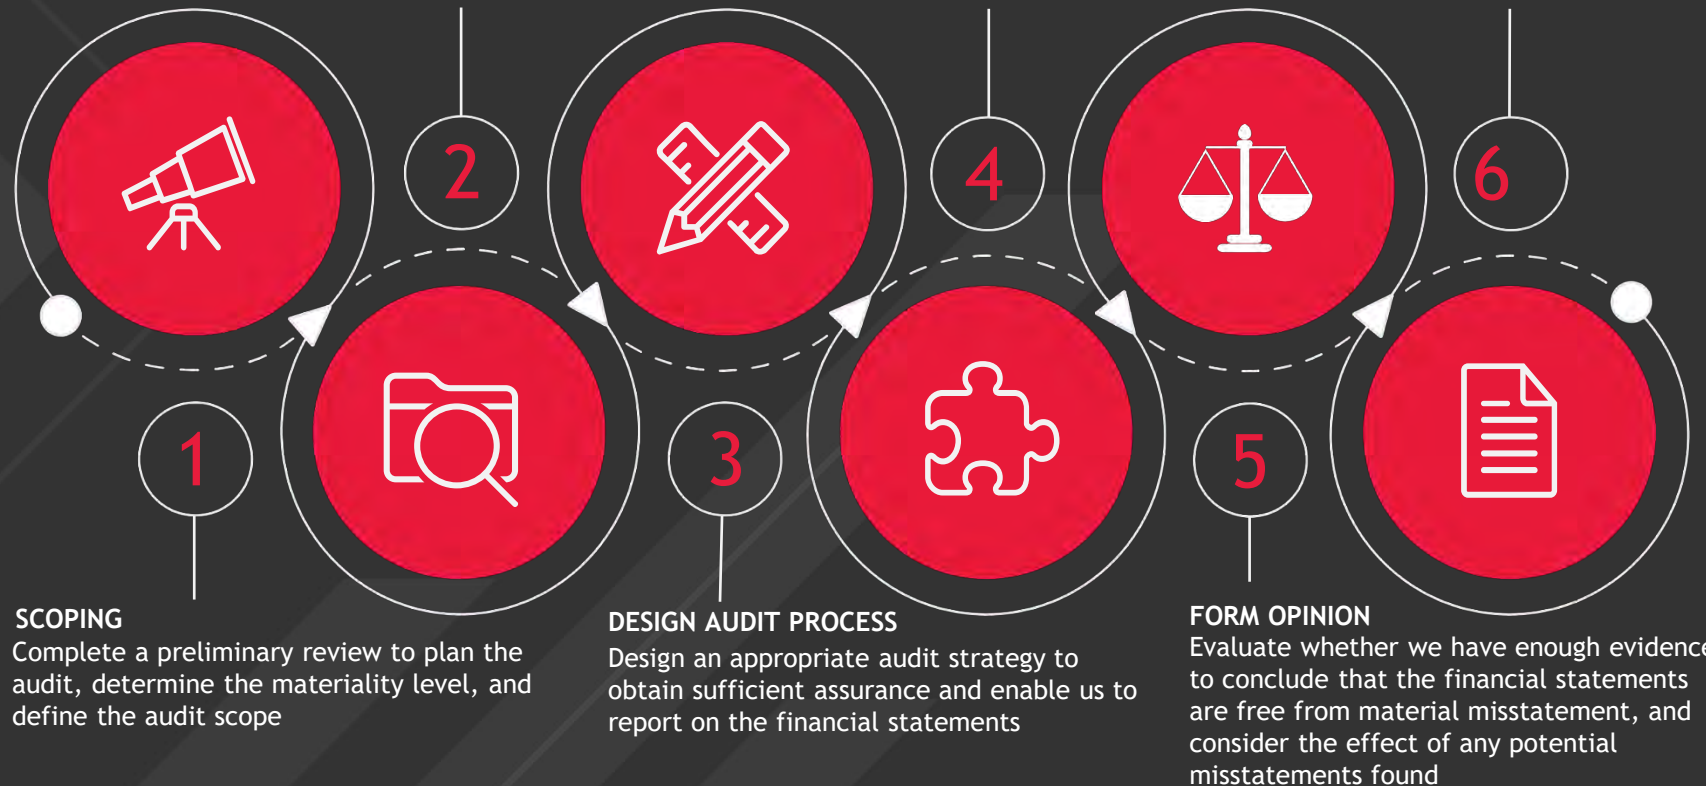 2
4
6
1
3
5
SCOPING
Complete a preliminary review to plan the
audit, determine the materiality level, and
define the audit scope
DESIGN AUDIT PROCESS
Design an appropriate audit strategy to
obtain sufficient assurance and enable us to
report on the financial statements
FORM OPINION
Evaluate whether we have enough evidence
to conclude that the financial statements
are free from material misstatement, and
consider the effect of any potential
misstatements found